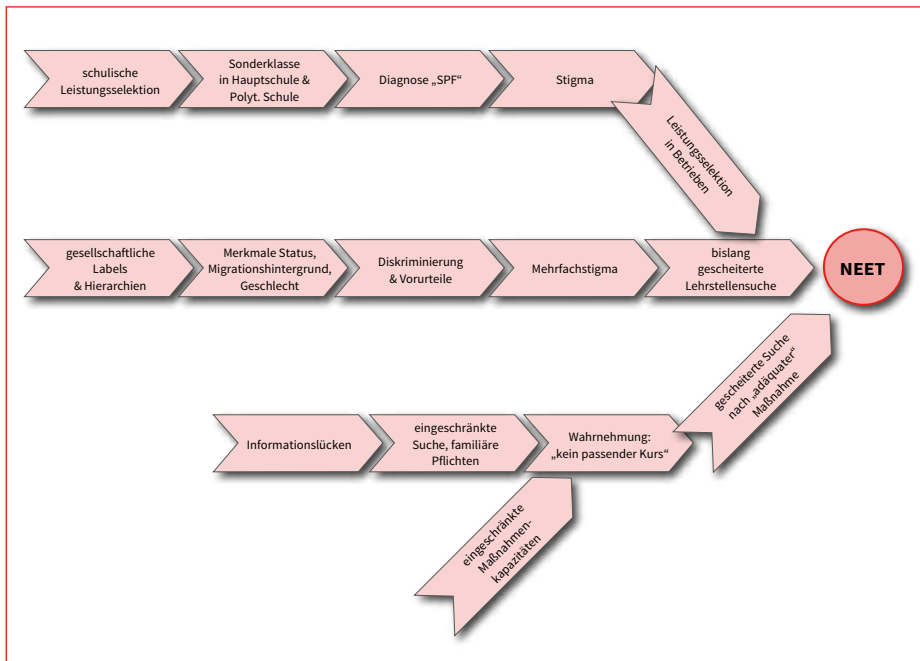 schulische
Leistungsselektion
Sonderklasse
in Hauptschule &
Polyt. Schule
Diagnose „SPF“
Stigma
Leistungsselektion
in Betrieben
gesellschaftliche
Labels
& Hierarchien
Merkmale Status,
Migrationshintergrund,
Geschlecht
Diskriminierung
& Vorurteile
Mehrfachstigma
bislang
gescheiterte
Lehrstellensuche
NEET
Informationslücken
eingeschränkte
Suche, familiäre
Pflichten
Wahrnehmung:
„kein passender Kurs“
gescheiterte Suche
nach „adäquater“
Maßnahme
eingeschränkte
Maßnahmen-
kapazitäten